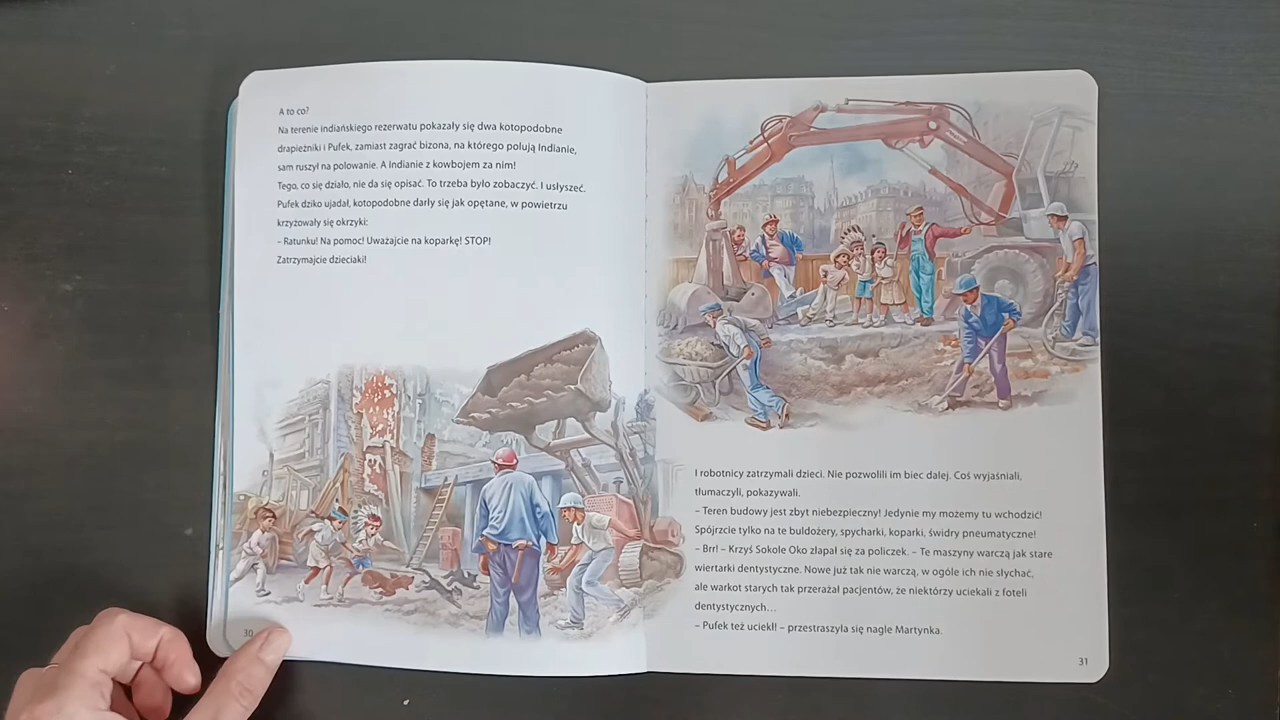 A to co?
Na terenie indiańskiego rezerwatu pokazały się dwa kotopodobne
drapieżniki i Pufek, zamiast zagrać bizona, na którego polują Indianie,
sam ruszył na polowanie. A Indianie z kowbojem za nim!
Tego, co się działo, nie da się opisać. To trzeba było zobaczyć. I usłyszeć.
Pufek dziko ujadał, kotopodobne darły się jak opętane, w powietrzu
krzyżowały się okrzyki:
– Ratunku! Na pomoc! Uważajcie na koparkę! STOP!
Zatrzymajcie dzieciaki!
30
I robotnicy zatrzymali dzieci. Nie pozwolili im biec dalej. Coś wyjaśniali,
tłumaczyli, pokazywali.
– Teren budowy jest zbyt niebezpieczny! Jedynie my możemy tu wchodzić!
Spójrzcie tylko na te buldożery, spycharki, koparki, świdry pneumatyczne!
– Brr! – Krzyś Sokole Oko złapał się za policzek. – Te maszyny warczą jak stare
wiertarki dentystyczne. Nowe już tak nie warczą, w ogóle ich nie słychać,
ale warkot starych tak przerażał pacjentów, że niektórzy uciekali z foteli
dentystycznych...
– Pufek też uciekł! – przestraszyła się nagle Martynka.
31